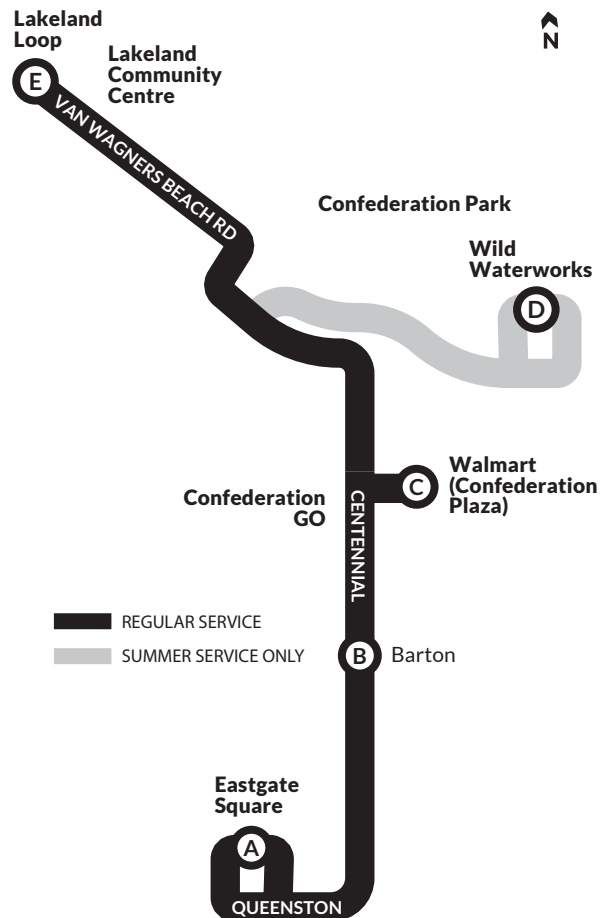 Lakeland
Loop
E
Lakeland
Community
Centre
N
VAN WAGNERS BEACH RD
Confederation Park
Wild
Waterworks
D
Walmart
(Confederation
Plaza)
C
Confederation
GO
CENTENNIAL
REGULAR SERVICE
SUMMER SERVICE ONLY
B
Barton
Eastgate
Square
A
QUEENSTON